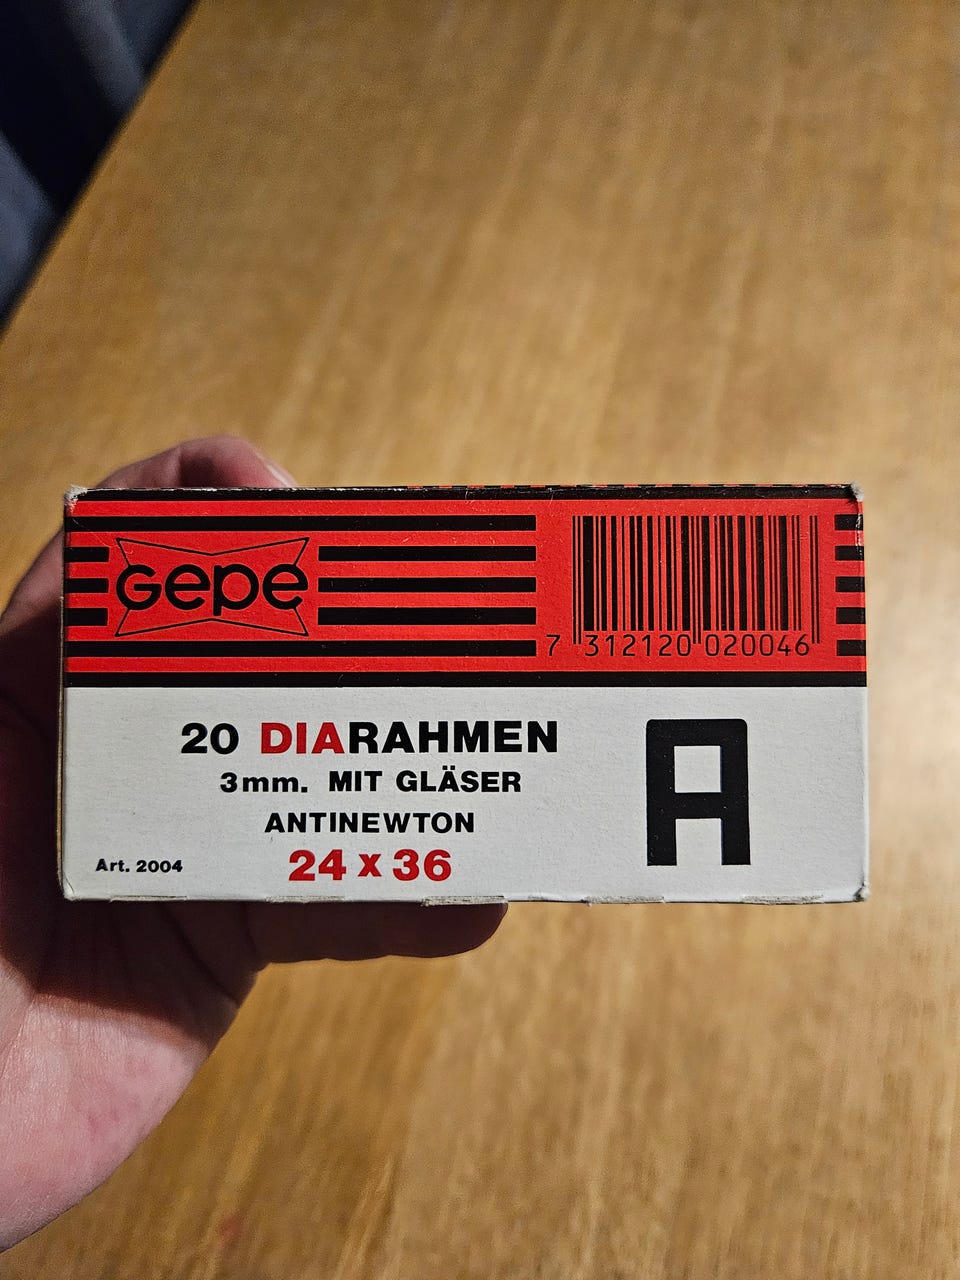 Gepe
7 312120 020046
20 DIARAHMEN
3mm. MIT GLÄSER
ANTINEWTON
24 x 36
Art. 2004
A